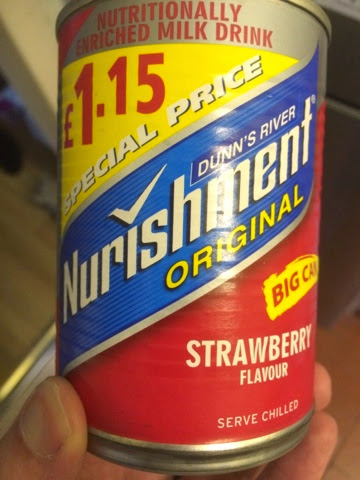 NUTRITIONALLY
ENRICHED MILK DRINK
£1.15
SPECIAL PRICE
DUNN'S RIVER
Nurishment
ORIGINAL
BIG CAN
STRAWBERRY
FLAVOUR
SERVE CHILLED